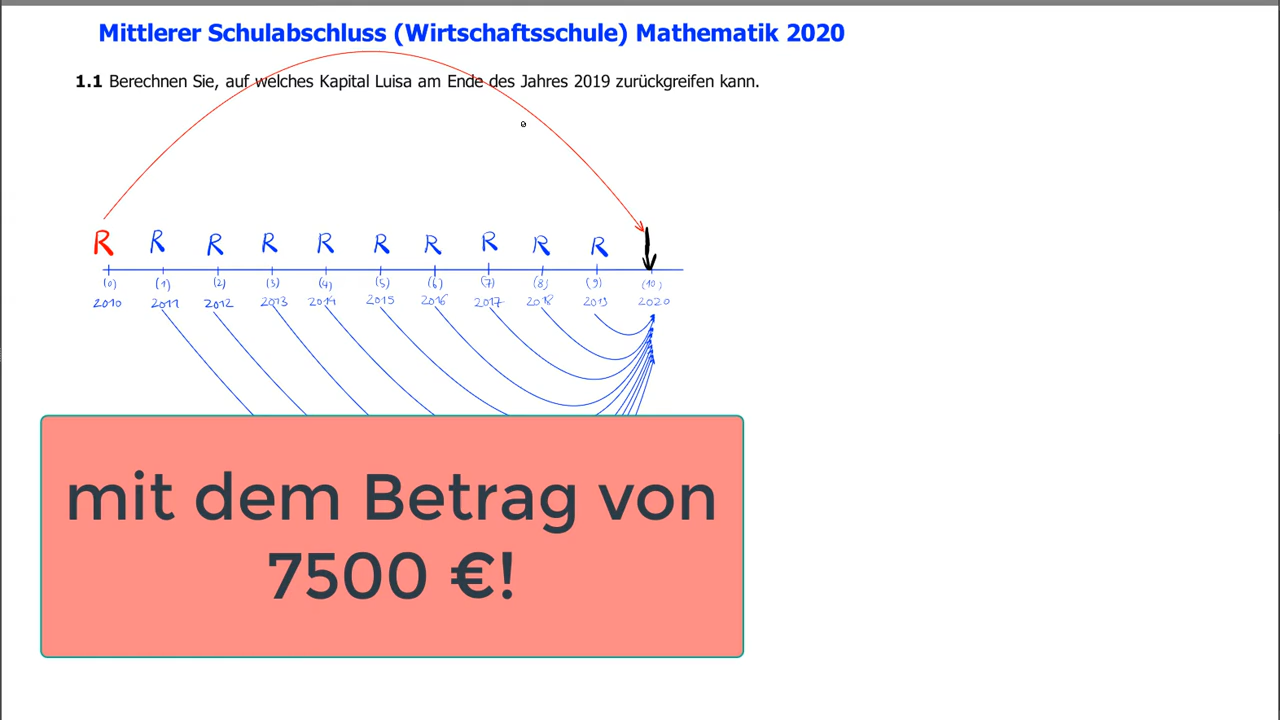 Mittlerer Schulabschluss (Wirtschaftsschule) Mathematik 2020
1.1 Berechnen Sie, auf welches Kapital Luisa am Ende des Jahres 2019 zurückgreifen kann.
R R R R R R R R R R
(0) (1) (2) (3) (4) (5) (6) (7) (8) (9) (10)
2010 2011 2012 2013 2014 2015 2016 2017 2018 2019 2020
mit dem Betrag von
7500 €!